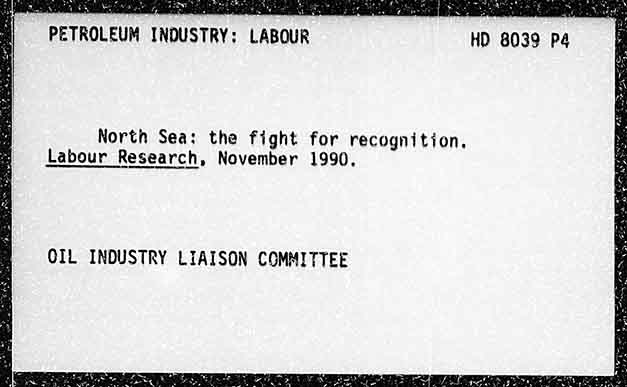 PETROLEUM INDUSTRY: LABOUR HD 8039 P4
North Sea: the fight for recognition.
Labour Research, November 1990.
OIL INDUSTRY LIAISON COMMITTEE